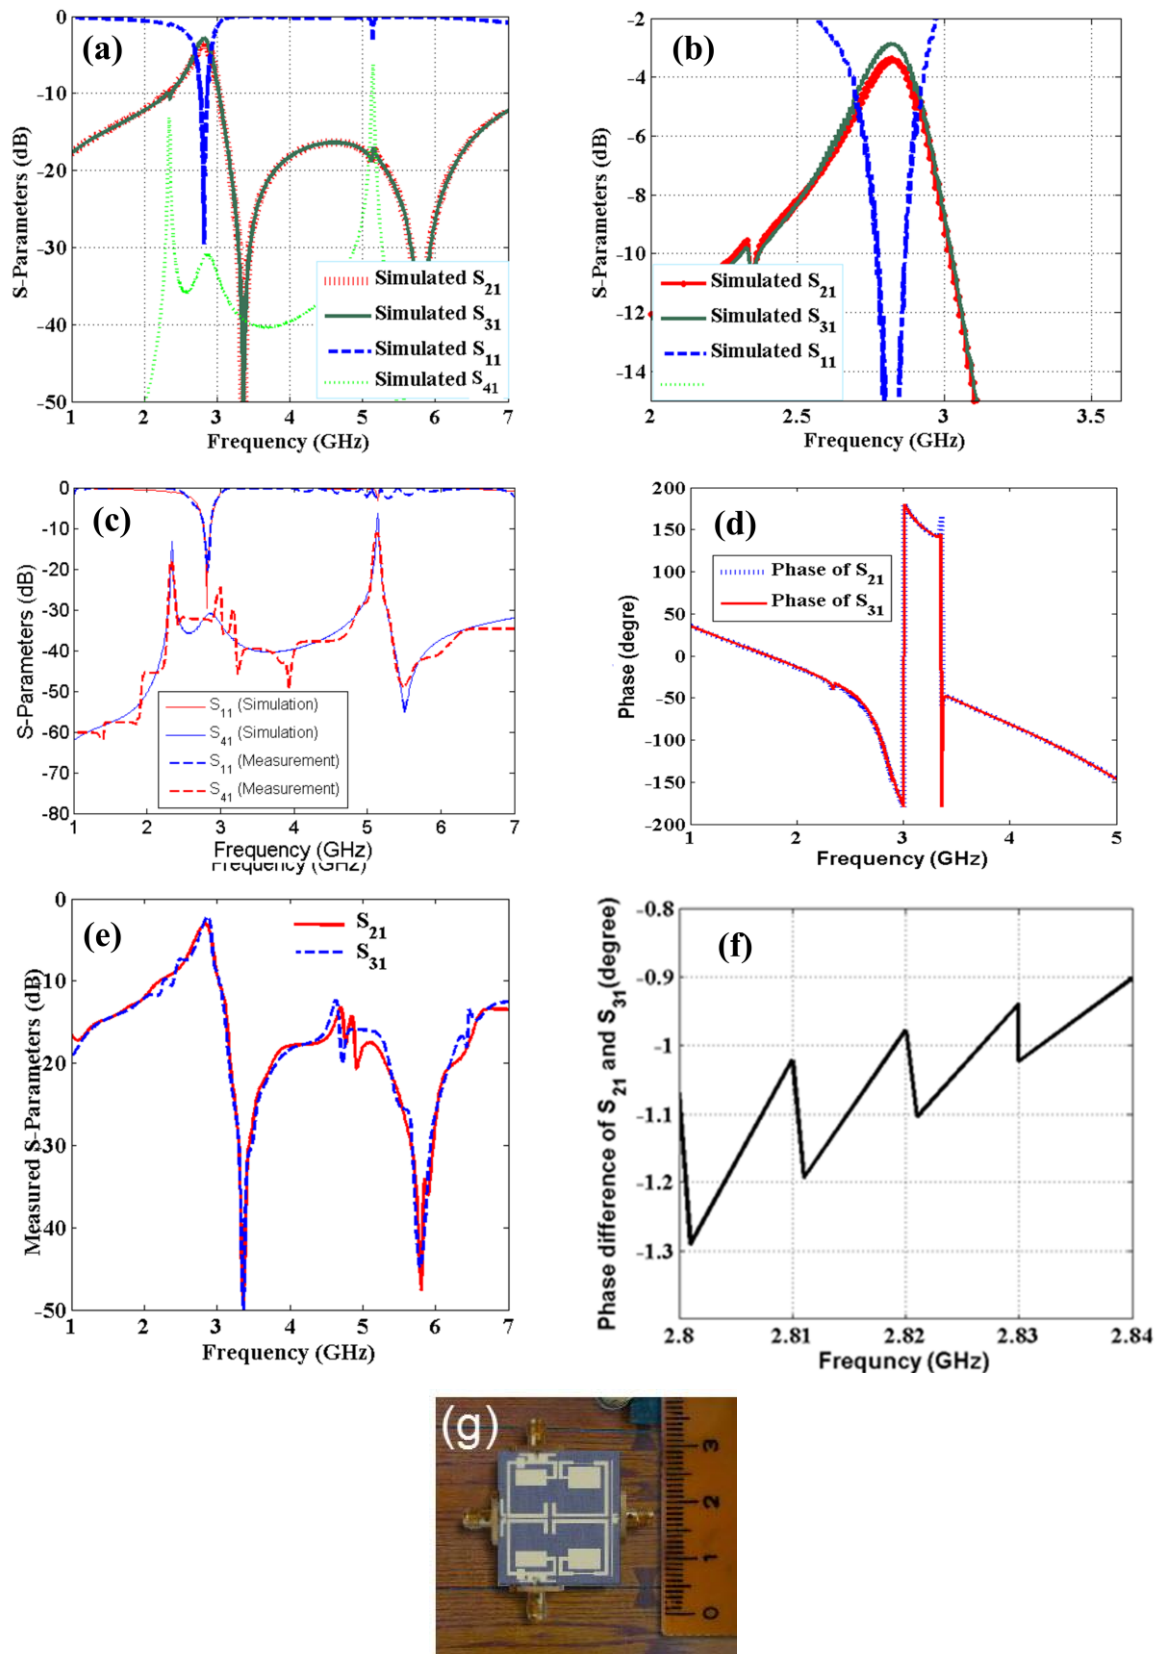 (a)
S-Parameters (dB)
0
-10
-20
-30
-40
-50
Simulated S21
Simulated S31
Simulated S11
Simulated S41
1 2 3 4 5 6 7
Frequency (GHz)
(b)
S-Parameters (dB)
-2
-4
-6
-8
-10
-12
-14
Simulated S21
Simulated S31
Simulated S11
2 2.5 3 3.5
Frequency (GHz)
(c)
S-Parameters (dB)
0
-10
-20
-30
-40
-50
-60
-70
-80
S11 (Simulation)
S41 (Simulation)
S11 (Measurement)
S41 (Measurement)
1 2 3 4 5 6 7
Frequency (GHz)
Frequency (GHz)
(d)
Phase (degre)
200
150
100
50
0
-50
-100
-150
-200
Phase of S21
Phase of S31
1 2 3 4 5
Frequency (GHz)
(e)
Measured S-Parameters (dB)
0
-10
-20
-30
-40
-50
S21
S31
1 2 3 4 5 6 7
Frequency (GHz)
(f)
Phase difference of S21 and S31(degree)
-0.8
-0.9
-1
-1.1
-1.2
-1.3
2.8 2.81 2.82 2.83 2.84
Frequncy (GHz)
(g)
3
2
1
0